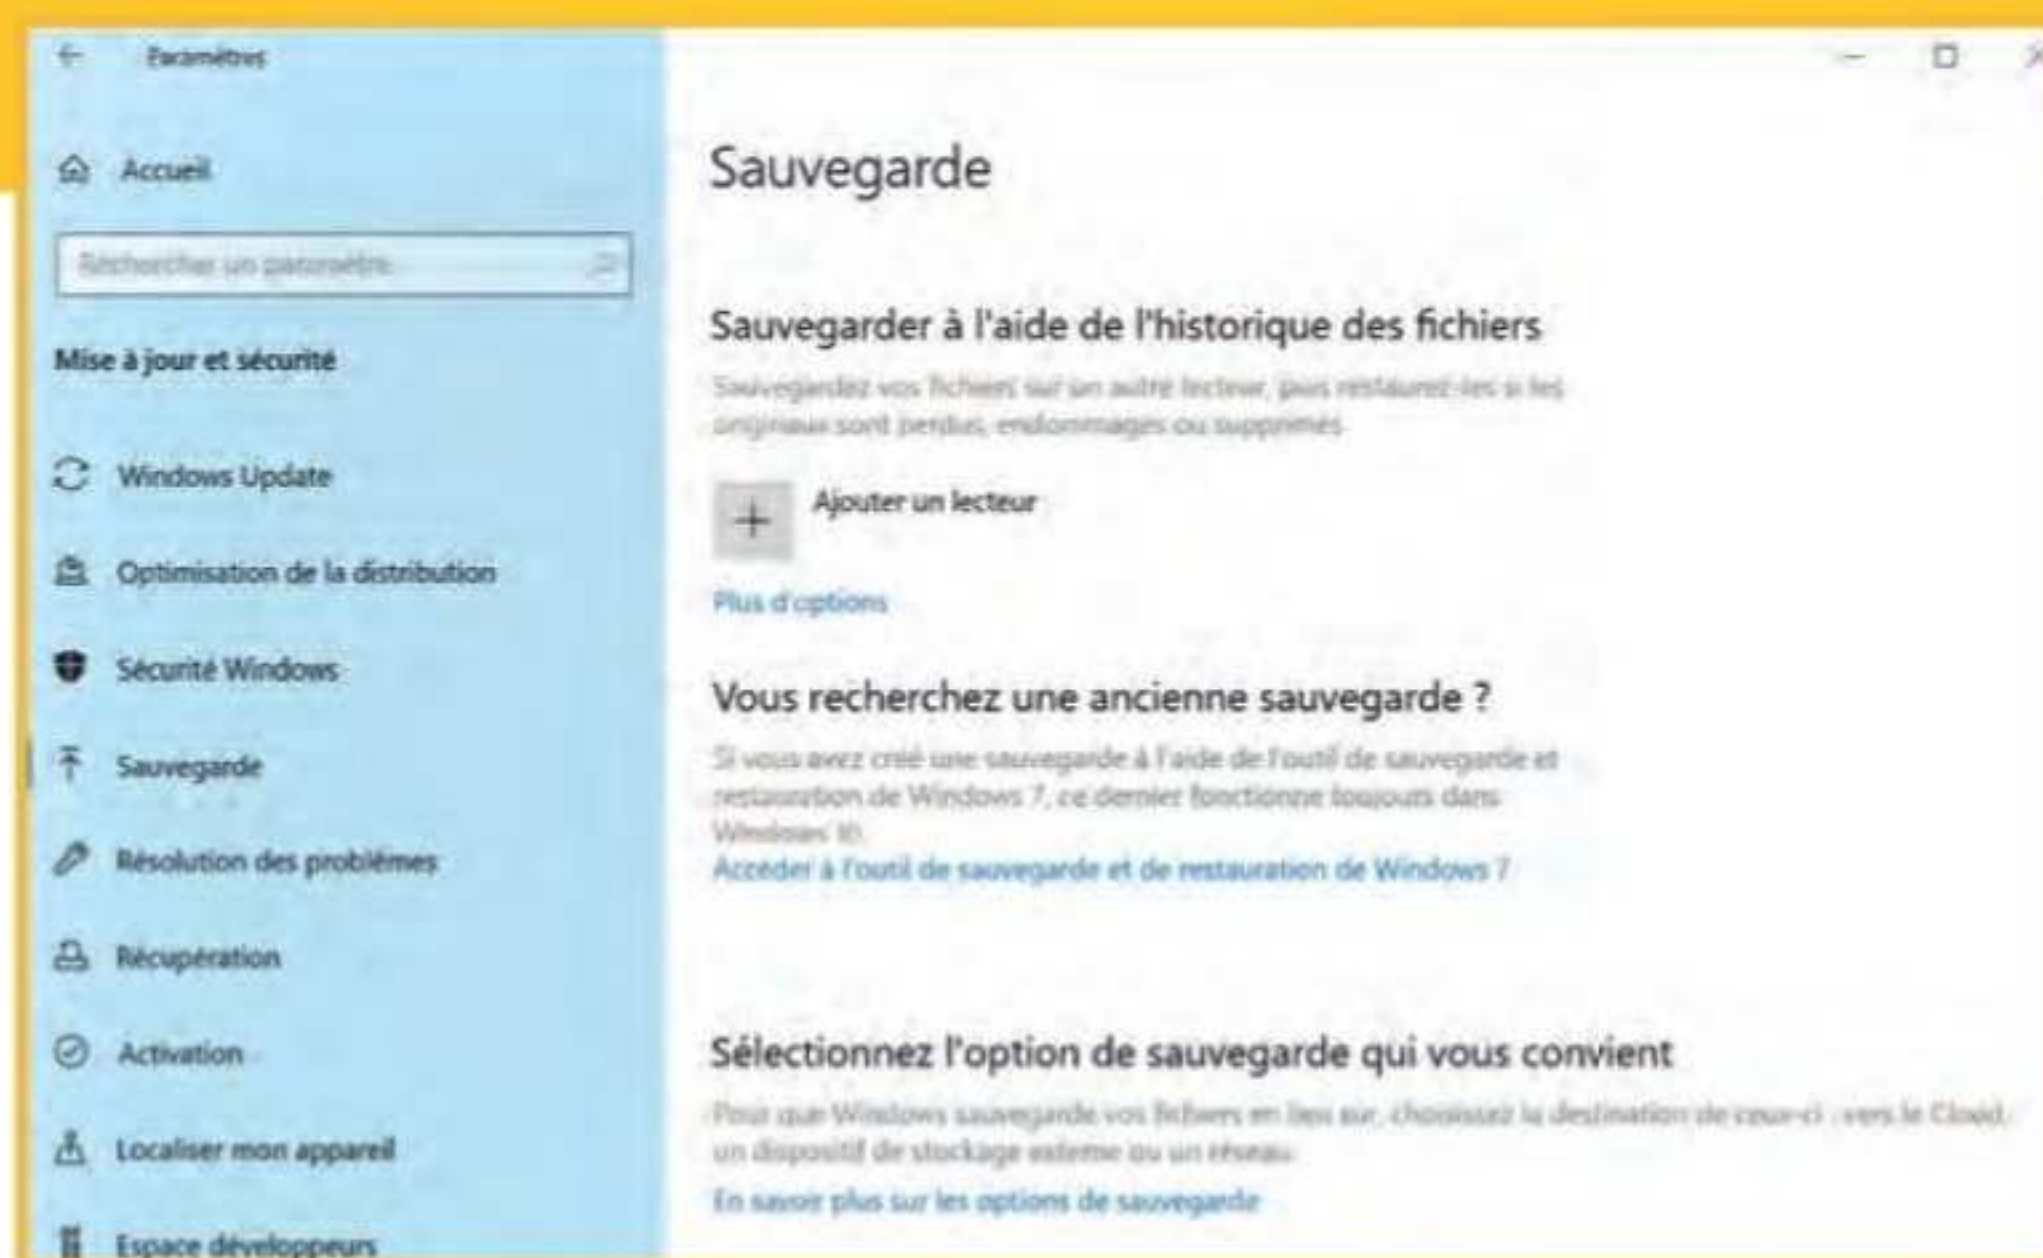 Paramètres
Accueil
Rechercher un paramètre
Mise à jour et sécurité
Windows Update
Optimisation de la distribution
Sécurité Windows
Sauvegarde
Résolution des problèmes
Récupération
Activation
Localiser mon appareil
Espace développeurs
Sauvegarde
Sauvegarder à l'aide de l'historique des fichiers
Sauvegardez vos fichiers sur un autre lecteur, puis restaurez-les si les
originaux sont perdus, endommagés ou supprimés.
Ajouter un lecteur
Plus d'options
Vous recherchez une ancienne sauvegarde ?
Si vous avez créé une sauvegarde à l'aide de l'outil de sauvegarde et
restauration de Windows 7, ce dernier fonctionne toujours dans
Windows 10.
Accéder à l'outil de sauvegarde et de restauration de Windows 7
Sélectionnez l'option de sauvegarde qui vous convient
Pour que Windows sauvegarde vos fichiers en lieu sûr, choisissez la destination de ceux-ci : vers le Cloud,
un dispositif de stockage externe ou un réseau.
En savoir plus sur les options de sauvegarde